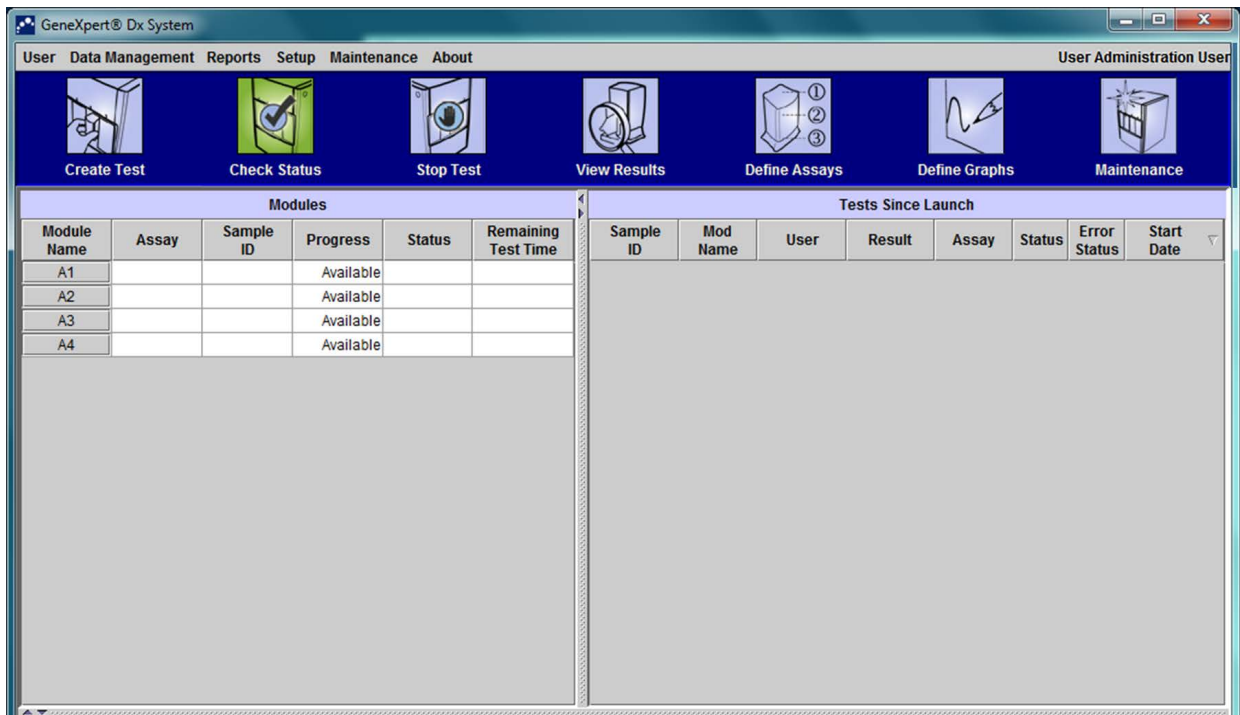 GeneXpert® Dx System
User Data Management Reports Setup Maintenance About User Administration User
① ② ③
Create Test Check Status Stop Test View Results Define Assays Define Graphs Maintenance
Modules
Module Name Assay Sample ID Progress Status Remaining Test Time
A1 Available
A2 Available
A3 Available
A4 Available
Tests Since Launch
Sample ID Mod Name User Result Assay Status Error Status Start Date